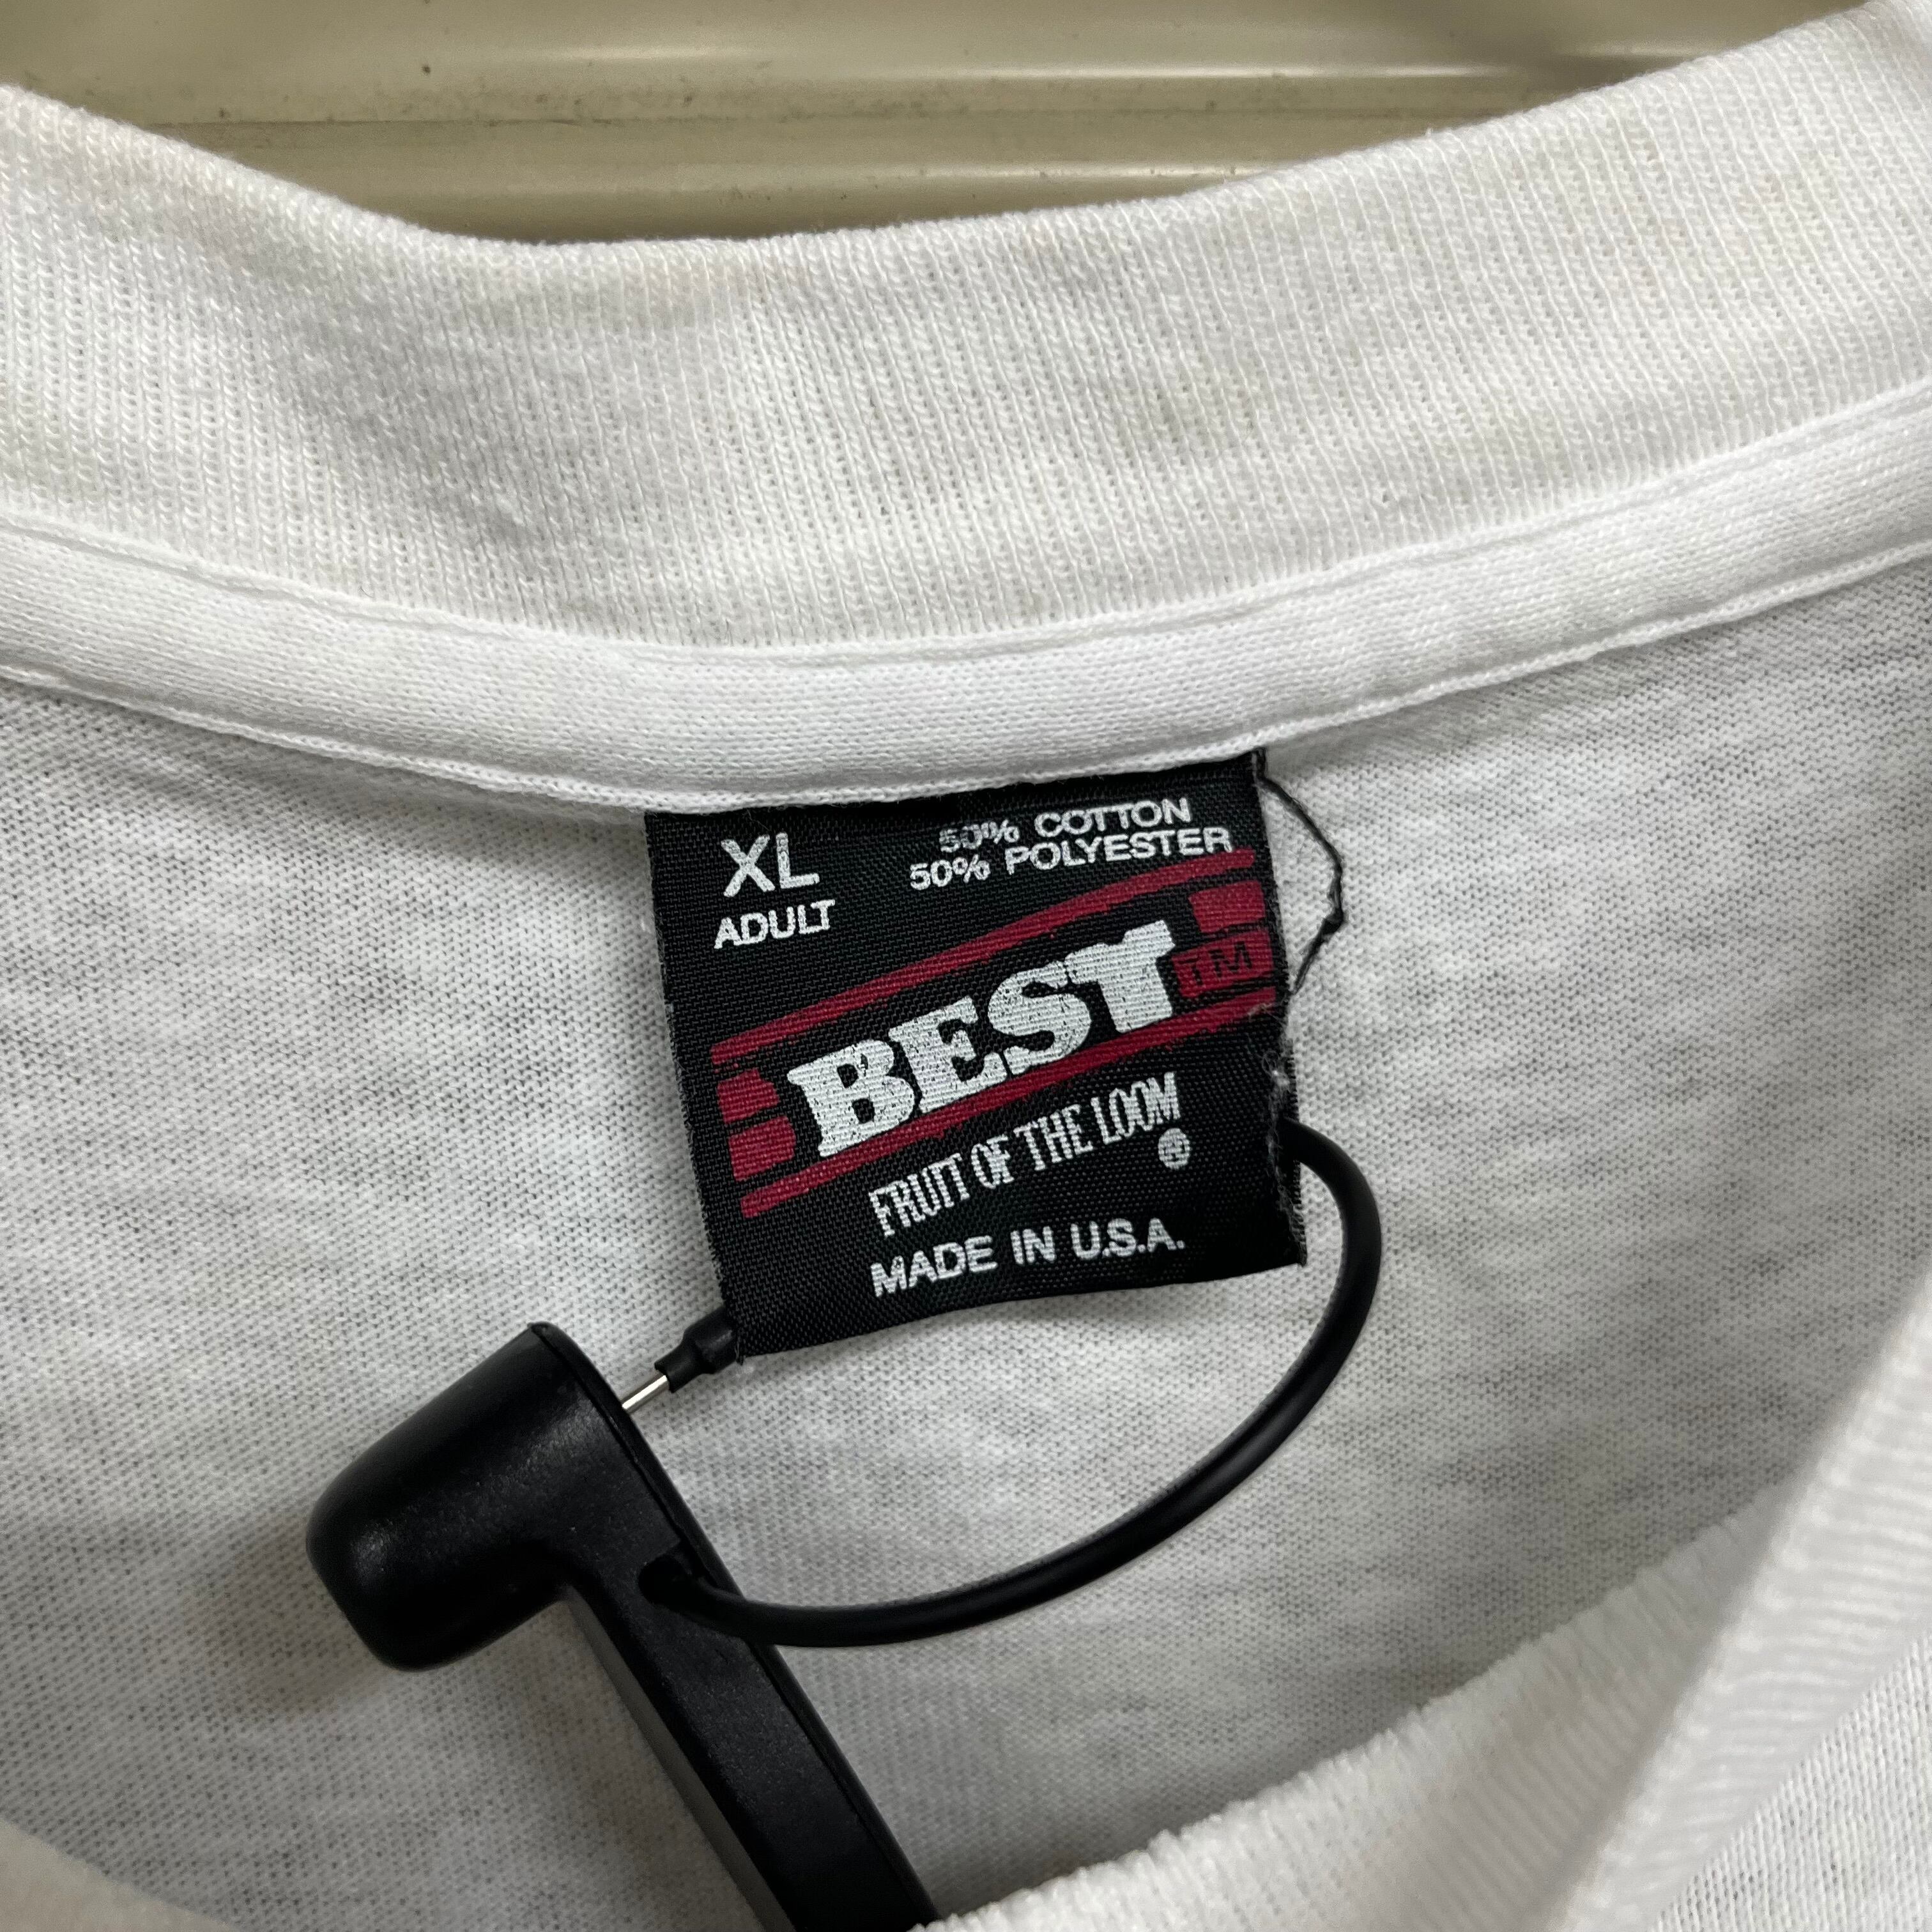 XL
ADULT
50% COTTON
50% POLYESTER
BEST TM
FRUIT OF THE LOOM
®
MADE IN U.S.A.